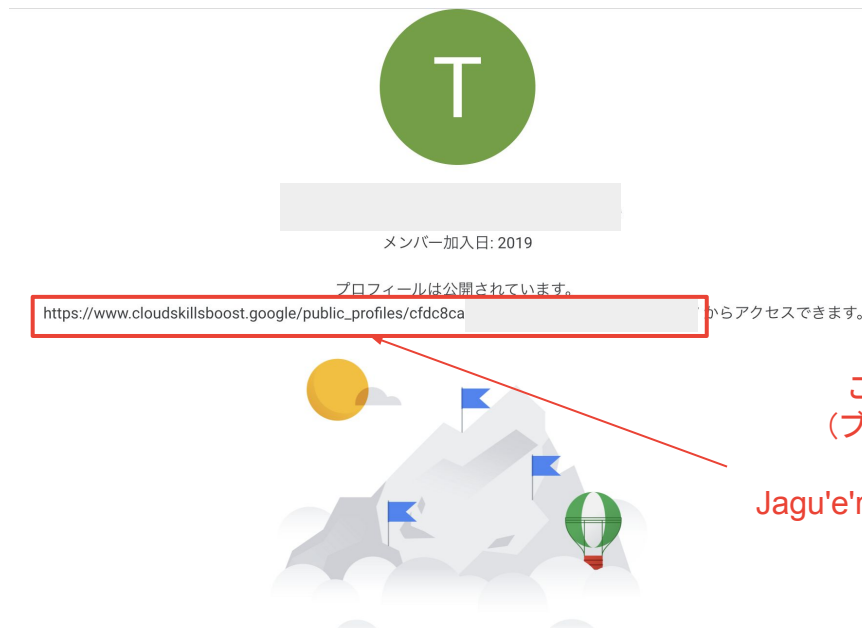 T
メンバー加入日: 2019
プロフィールは公開されています。
https://www.cloudskillsboost.google/public_profiles/cfdc8ca からアクセスできます。
(ブ
Jagu'e'r